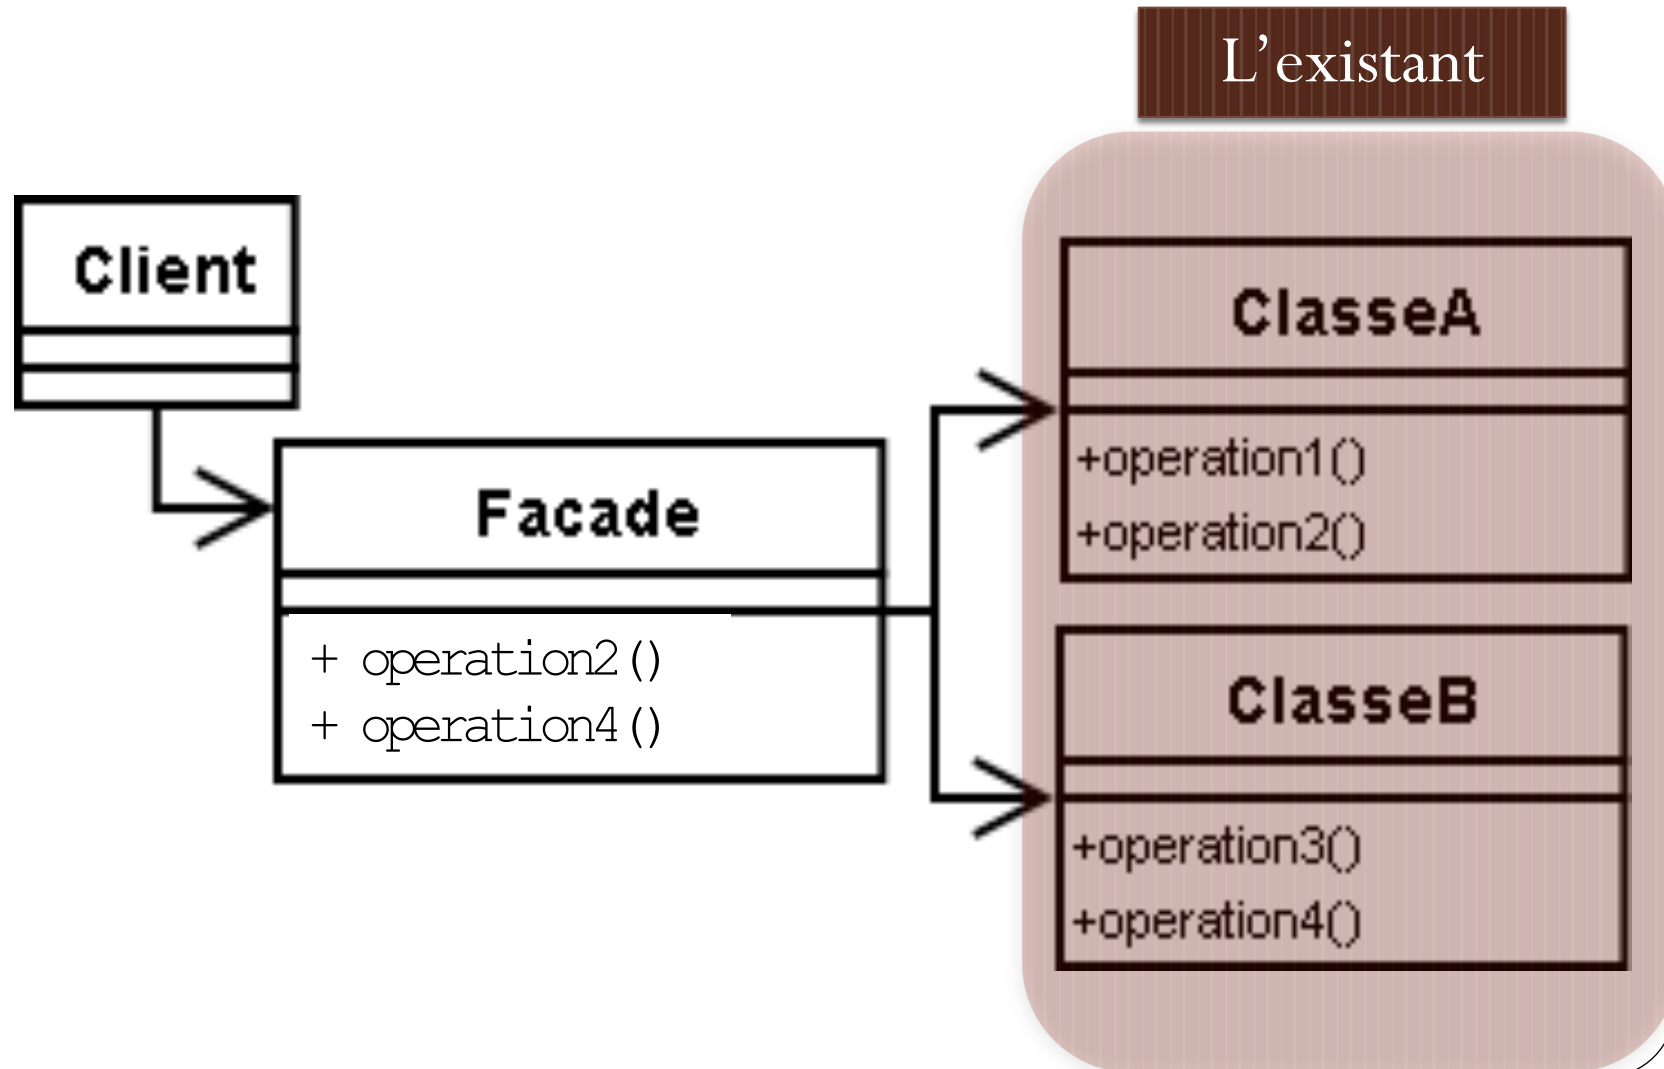 L'existant
Client
Facade
+ operation2()
+ operation4()
ClasseA
+operation1()
+operation2()
ClasseB
+operation3()
+operation4()